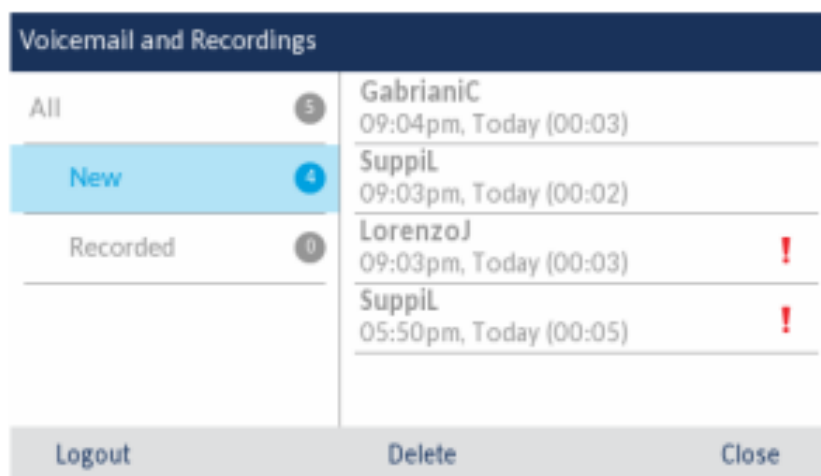 Voicemail and Recordings
All 5
New 4
Recorded 0
GabrianiC
09:04pm, Today (00:03)
SuppiL
09:03pm, Today (00:02)
LorenzoJ
09:03pm, Today (00:03) !
SuppiL
05:50pm, Today (00:05) !
Logout Delete Close